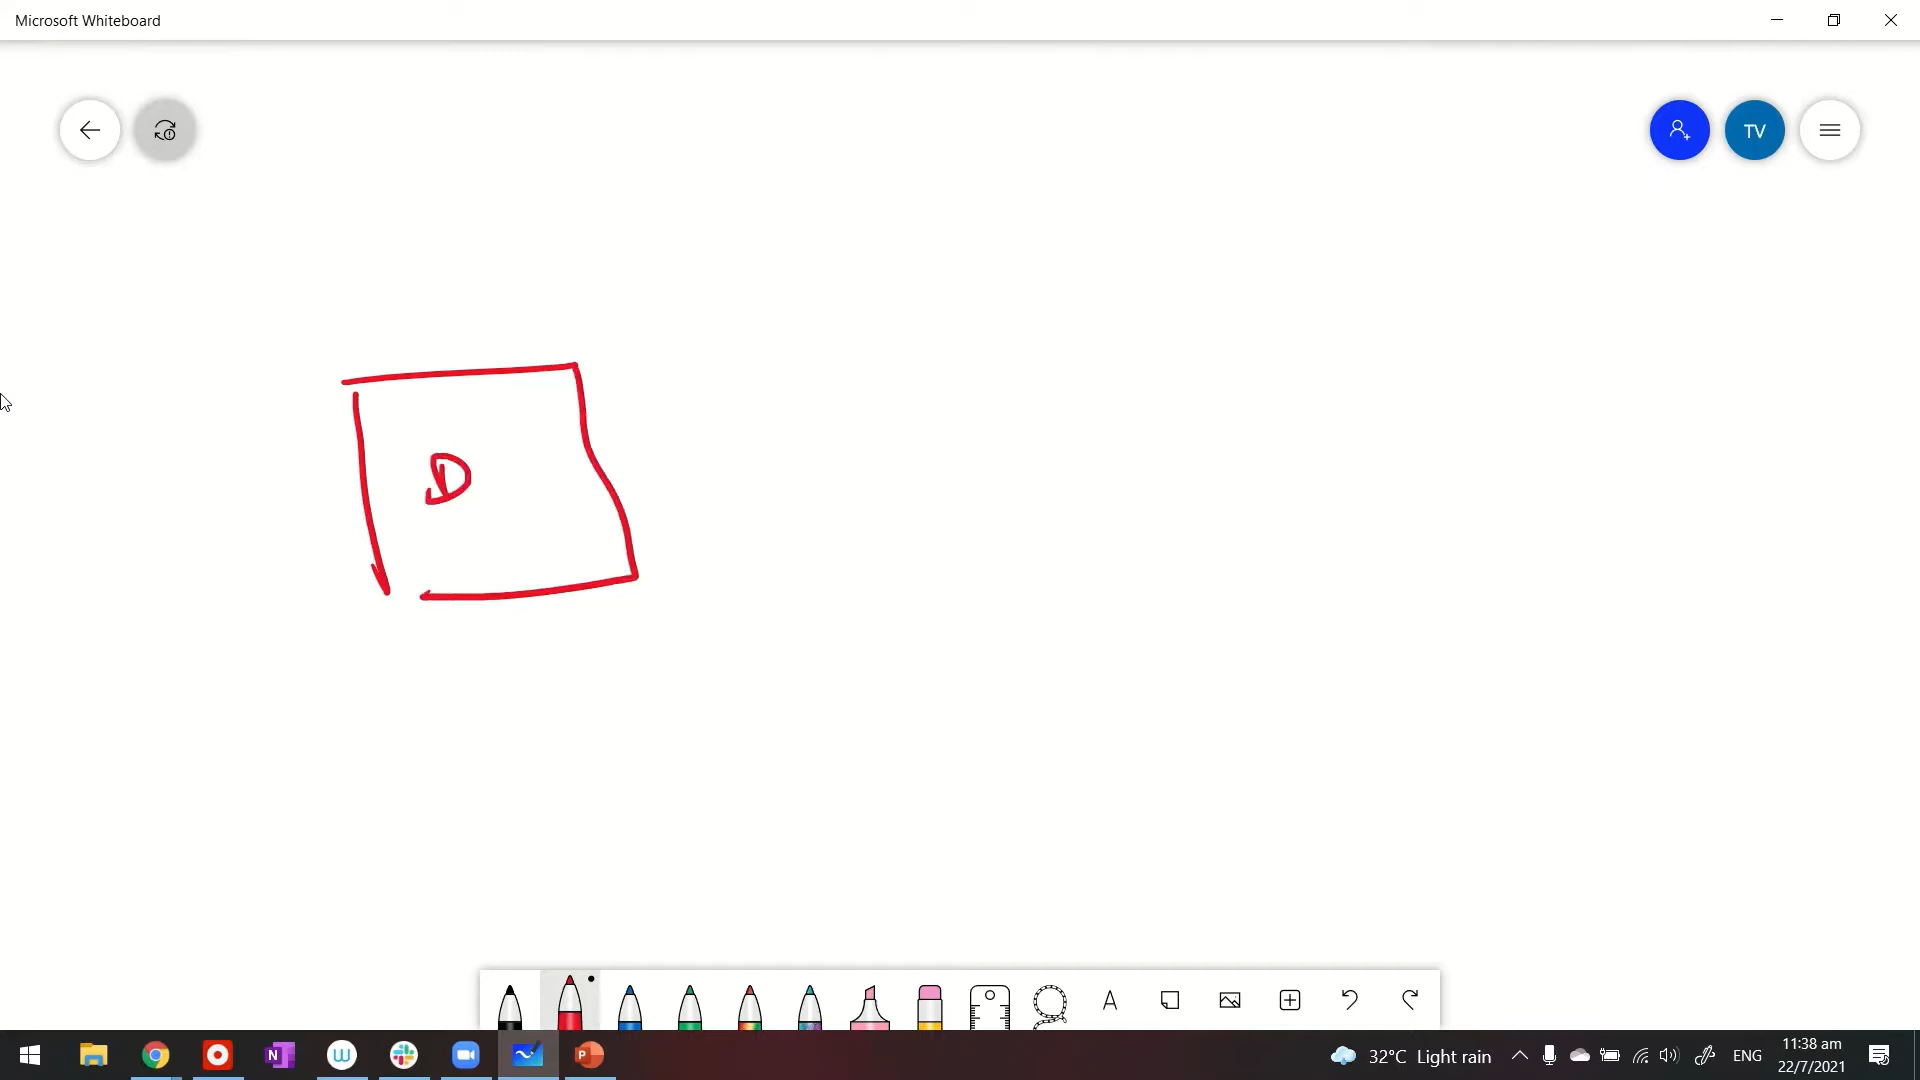 Microsoft Whiteboard
TV
D
32°C Light rain
ENG
11:38 am
22/7/2021